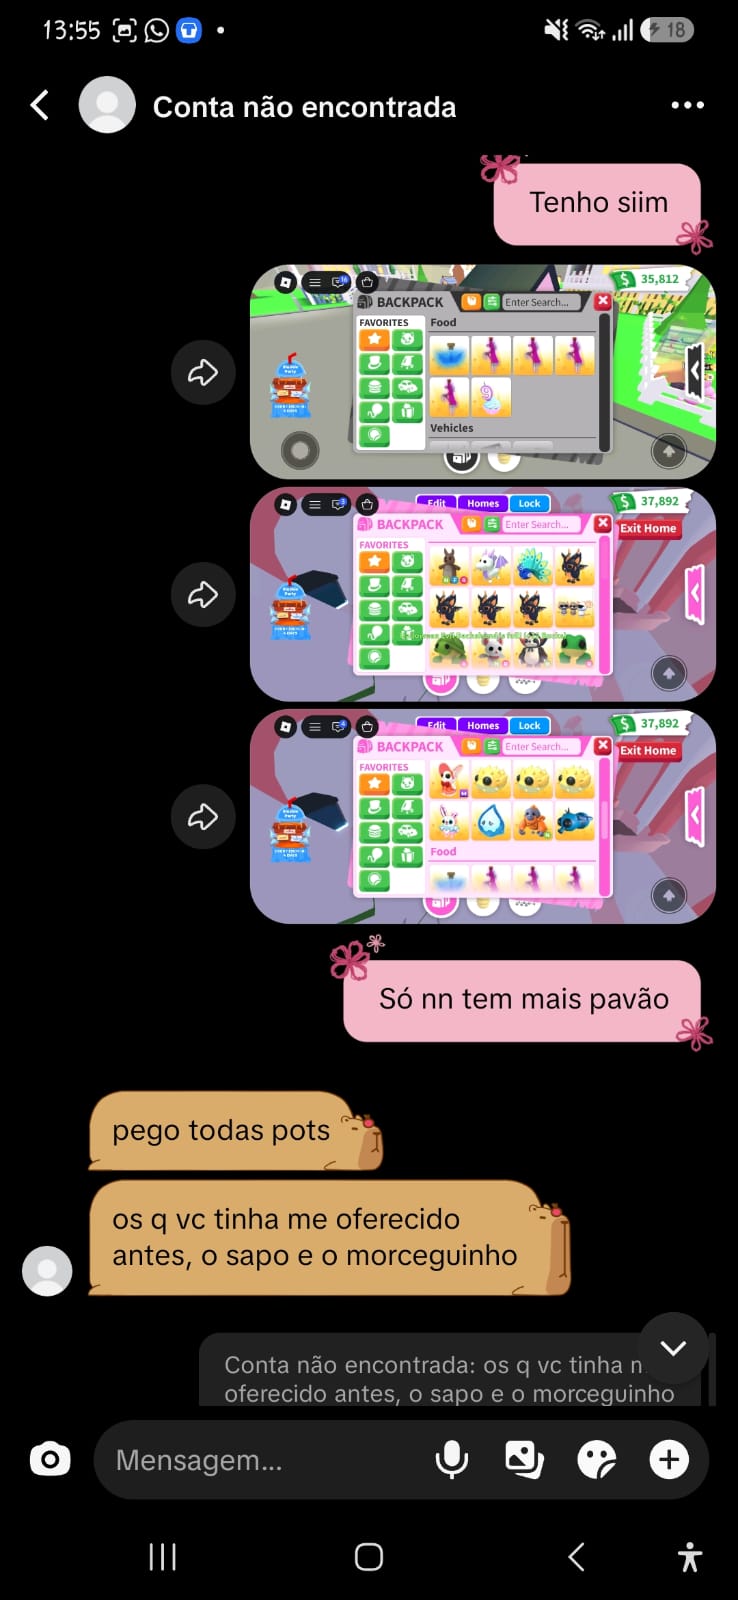 13:55
18
Conta não encontrada
Tenho siim
35,812
BACKPACK
Enter Search...
FAVORITES
Food
Vehicles
Edit Homes Lock
37,892
BACKPACK
Enter Search...
Exit Home
FAVORITES
Edit Homes Lock
37,892
BACKPACK
Enter Search...
Exit Home
FAVORITES
Food
Só nn tem mais pavão
pego todas pots
os q vc tinha me oferecido
antes, o sapo e o morceguinho
Conta não encontrada: os q vc tinha
oferecido antes, o sapo e o morceguinho
Mensagem...